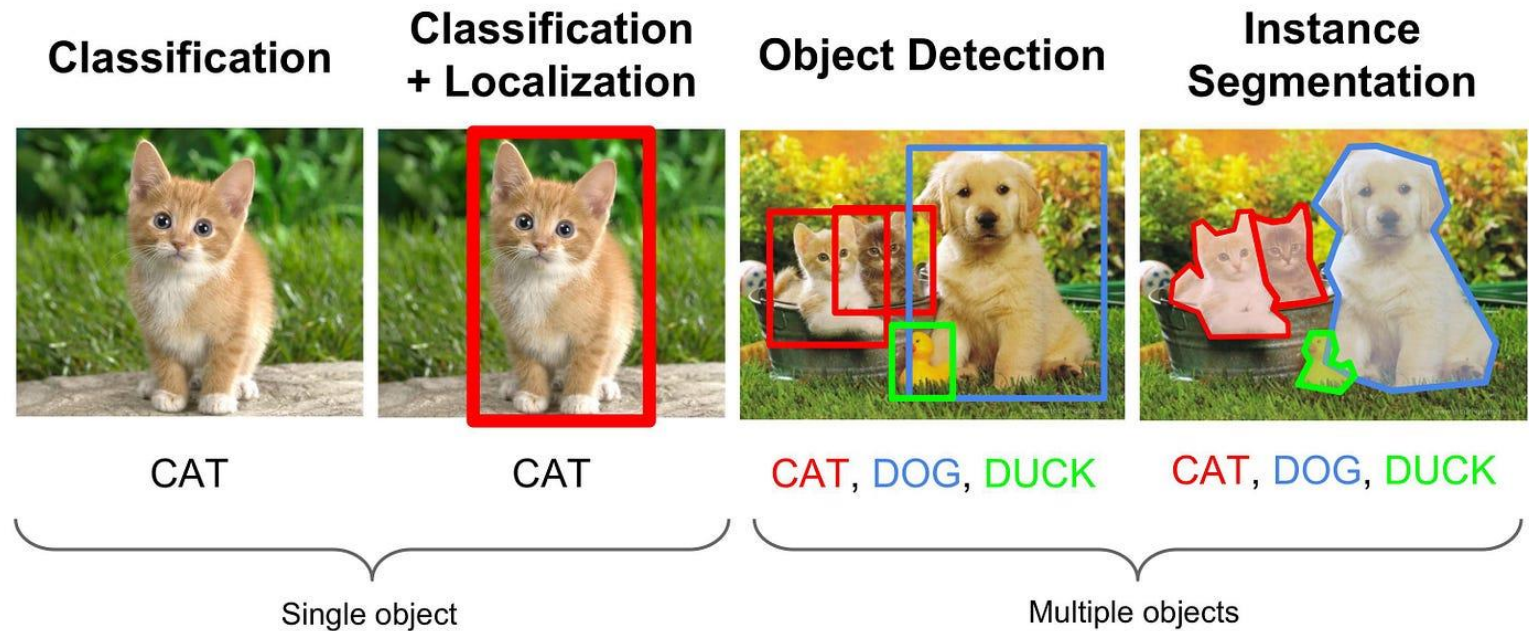 Classification
Classification
+ Localization
Object Detection
Instance
Segmentation
CAT
CAT
CAT, DOG, DUCK
CAT, DOG, DUCK
Single object
Multiple objects